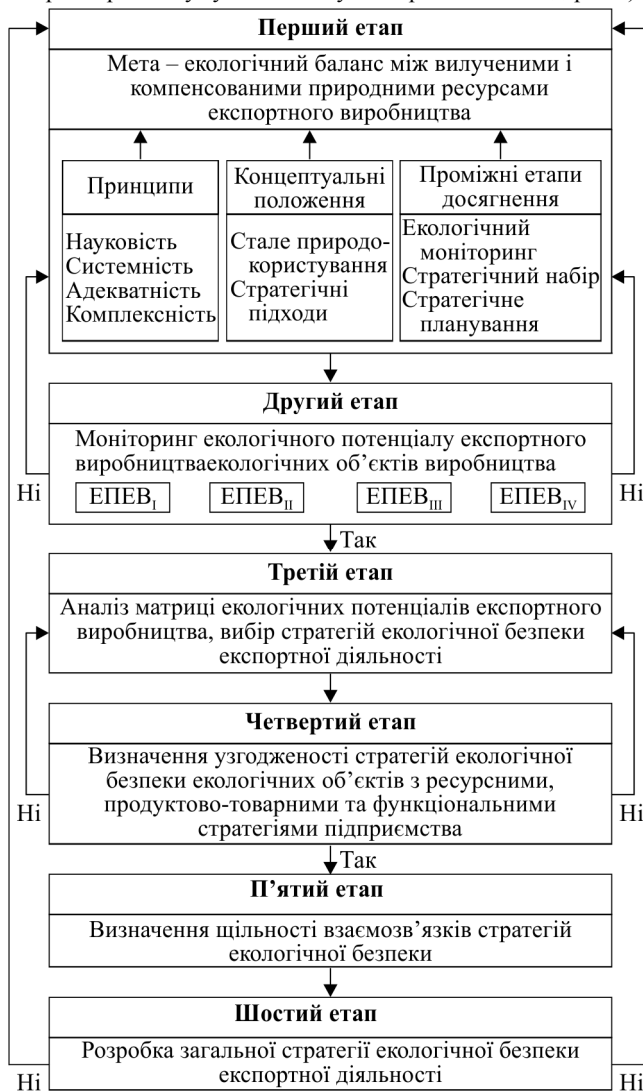 Перший етап
Мета – екологічний баланс між вилученими і
компенсованими природними ресурсами
експортного виробництва
Принципи
Науковість
Системність
Адекватність
Комплексність
Концептуальні
положення
Стале природо-
користування
Стратегічні
підходи
Проміжні етапи
досягнення
Екологічний
моніторинг
Стратегічний набір
Стратегічне
планування
Другий етап
Моніторинг екологічного потенціалу експортного
виробництваекологічних об’єктів виробництва
Ні
ЕПЕВI
ЕПЕВII
ЕПЕВIII
ЕПЕВIV
Ні
Так
Третій етап
Аналіз матриці екологічних потенціалів експортного
виробництва, вибір стратегій екологічної безпеки
експортної діяльності
Четвертий етап
Визначення узгодженості стратегій екологічної
безпеки екологічних об’єктів з ресурсними,
продуктово-товарними та функціональними
стратегіями підприємства
Ні
Ні
Так
П’ятий етап
Визначення щільності взаємозв’язків стратегій
екологічної безпеки
Шостий етап
Розробка загальної стратегії екологічної безпеки
експортної діяльності
Ні
Ні